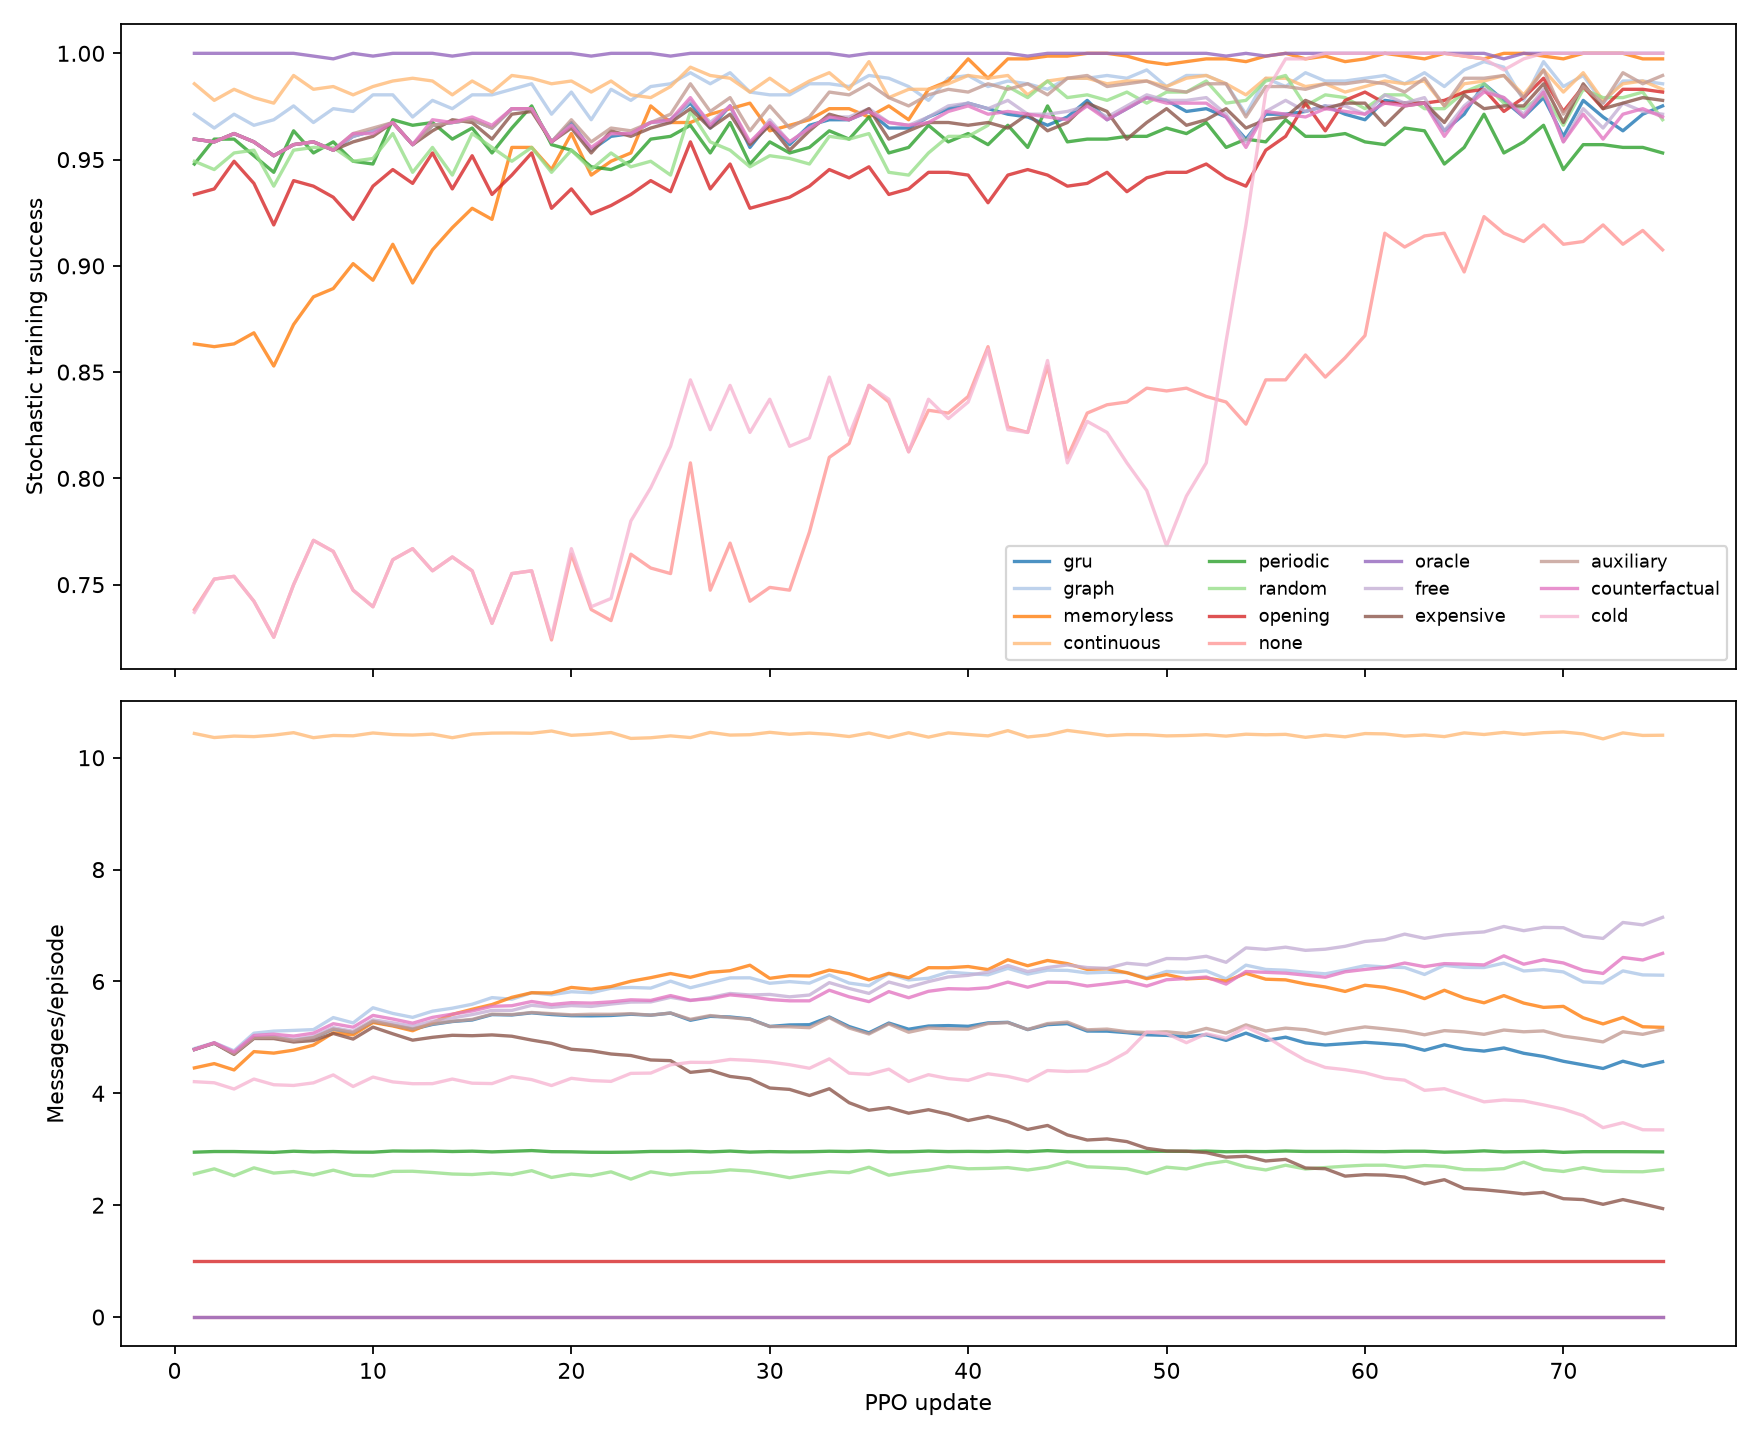 1.00
0.95
0.90
0.85
0.80
0.75
Stochastic training success
gru
graph
memoryless
continuous
periodic
random
opening
none
oracle
free
expensive
auxiliary
counterfactual
cold
10
8
6
4
2
0
Messages/episode
0 10 20 30 40 50 60 70
PPO update